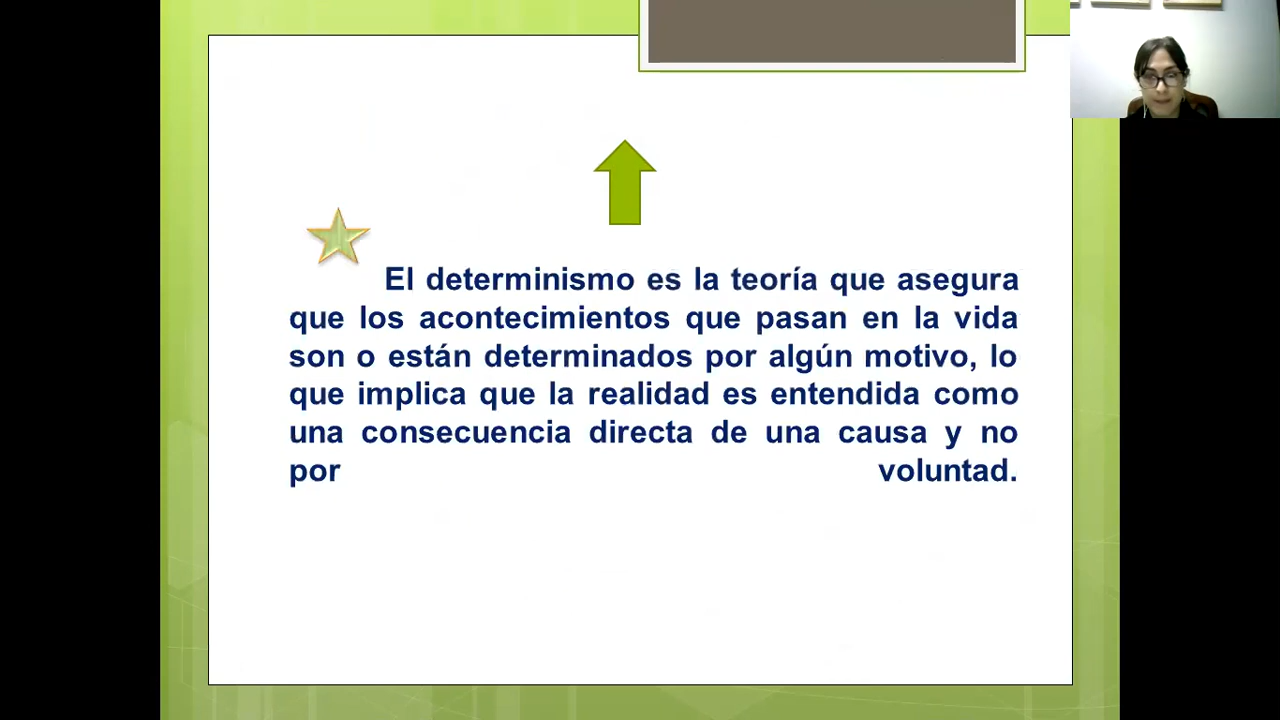 El determinismo es la teoría que asegura
que los acontecimientos que pasan en la vida
son o están determinados por algún motivo, lo
que implica que la realidad es entendida como
una consecuencia directa de una causa y no
por voluntad.